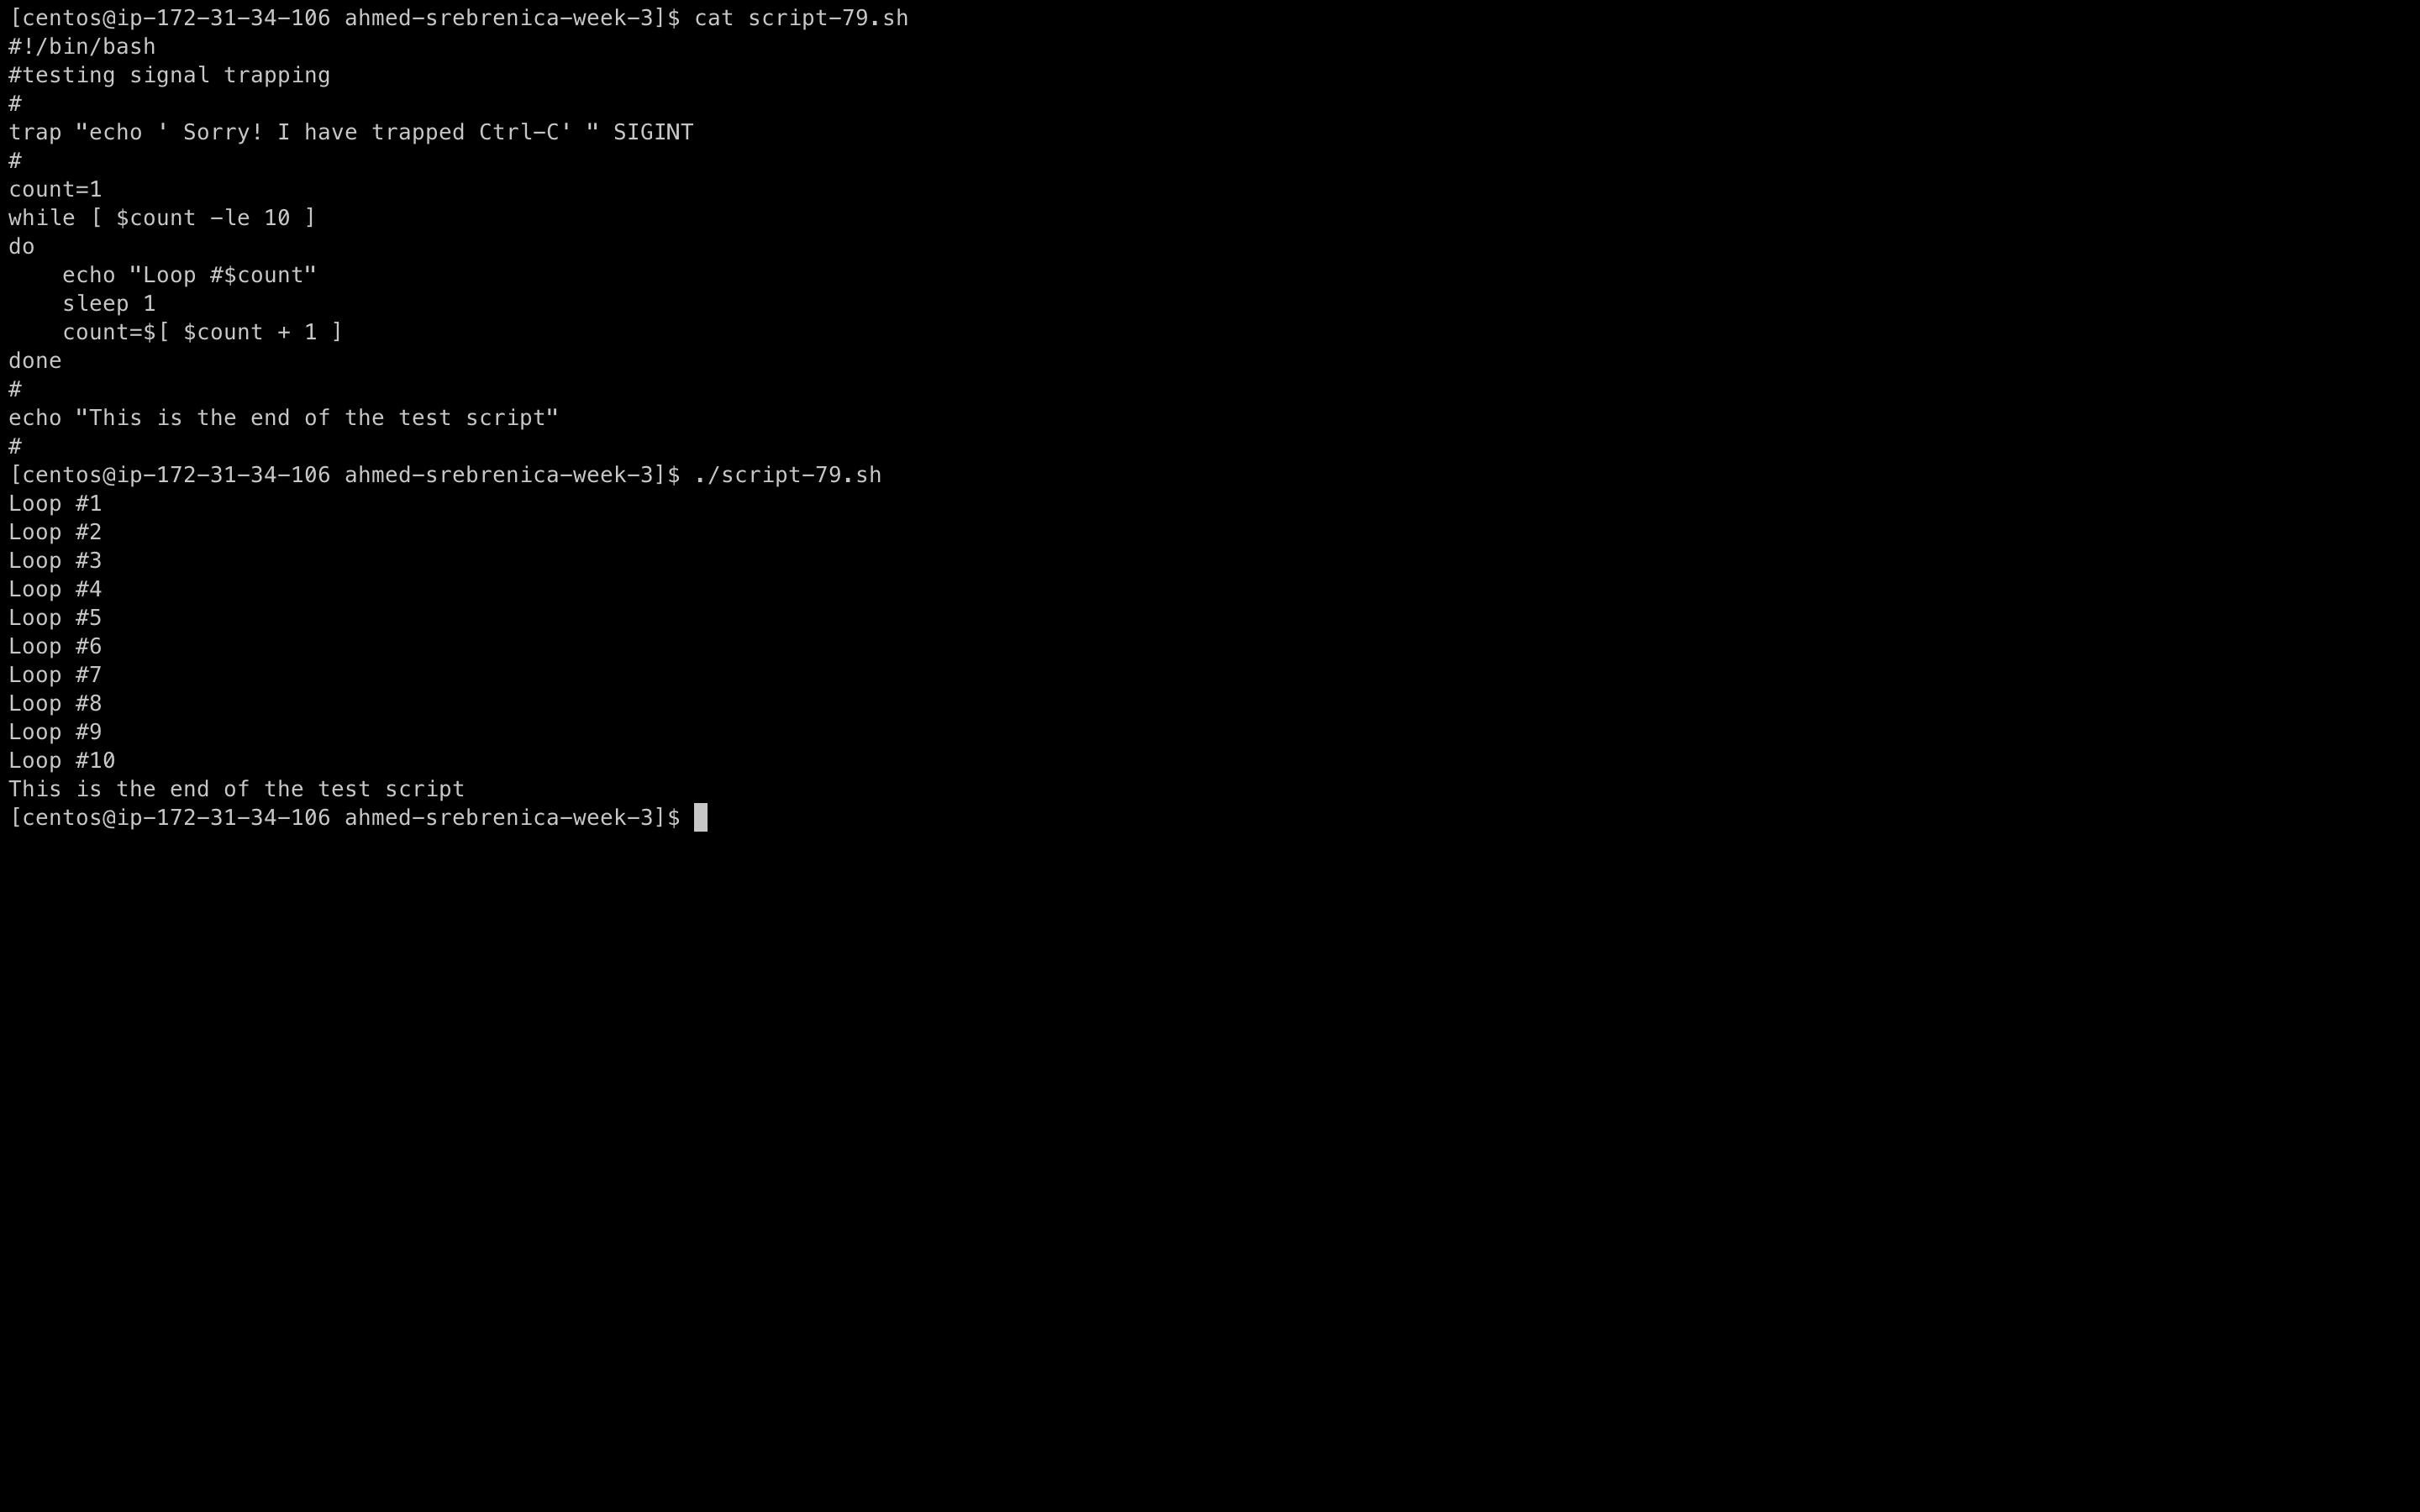 [centos@ip-172-31-34-106 ahmed-srebrenica-week-3]$ cat script-79.sh
#!/bin/bash
#testing signal trapping
#
trap "echo ' Sorry! I have trapped Ctrl-C' " SIGINT
#
count=1
while [ $count -le 10 ]
do
    echo "Loop #$count"
    sleep 1
    count=$[ $count + 1 ]
done
#
echo "This is the end of the test script"
#
[centos@ip-172-31-34-106 ahmed-srebrenica-week-3]$ ./script-79.sh
Loop #1
Loop #2
Loop #3
Loop #4
Loop #5
Loop #6
Loop #7
Loop #8
Loop #9
Loop #10
This is the end of the test script
[centos@ip-172-31-34-106 ahmed-srebrenica-week-3]$